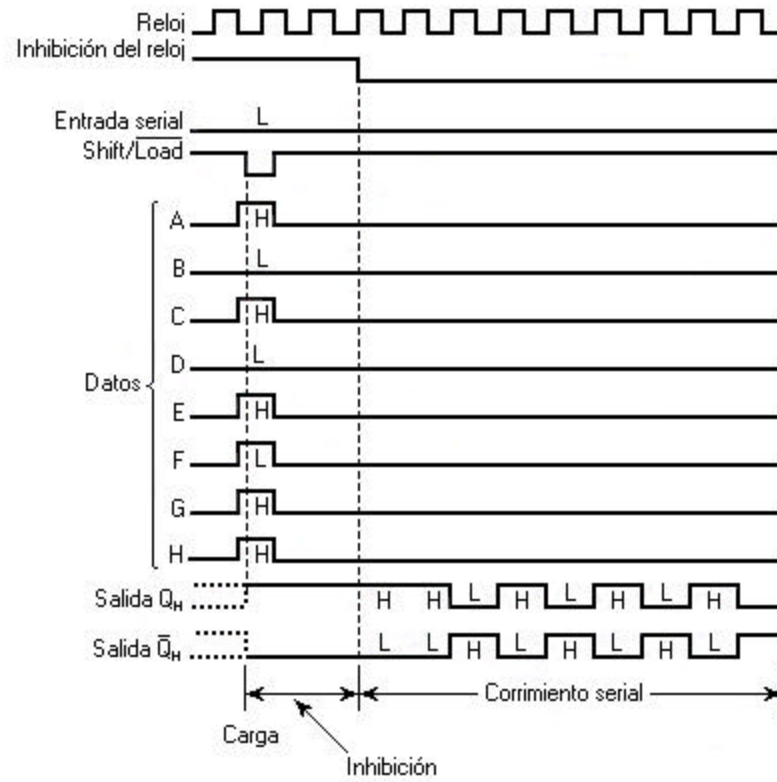 Reloj
Inhibición del reloj
Entrada serial L
Shift/Load
Datos
A H
B L
C H
D L
E H
F L
G H
H H
Salida QH H H L H L H L H
Salida Q̅H L L H L H L H L
Corrimiento serial
Carga
Inhibición